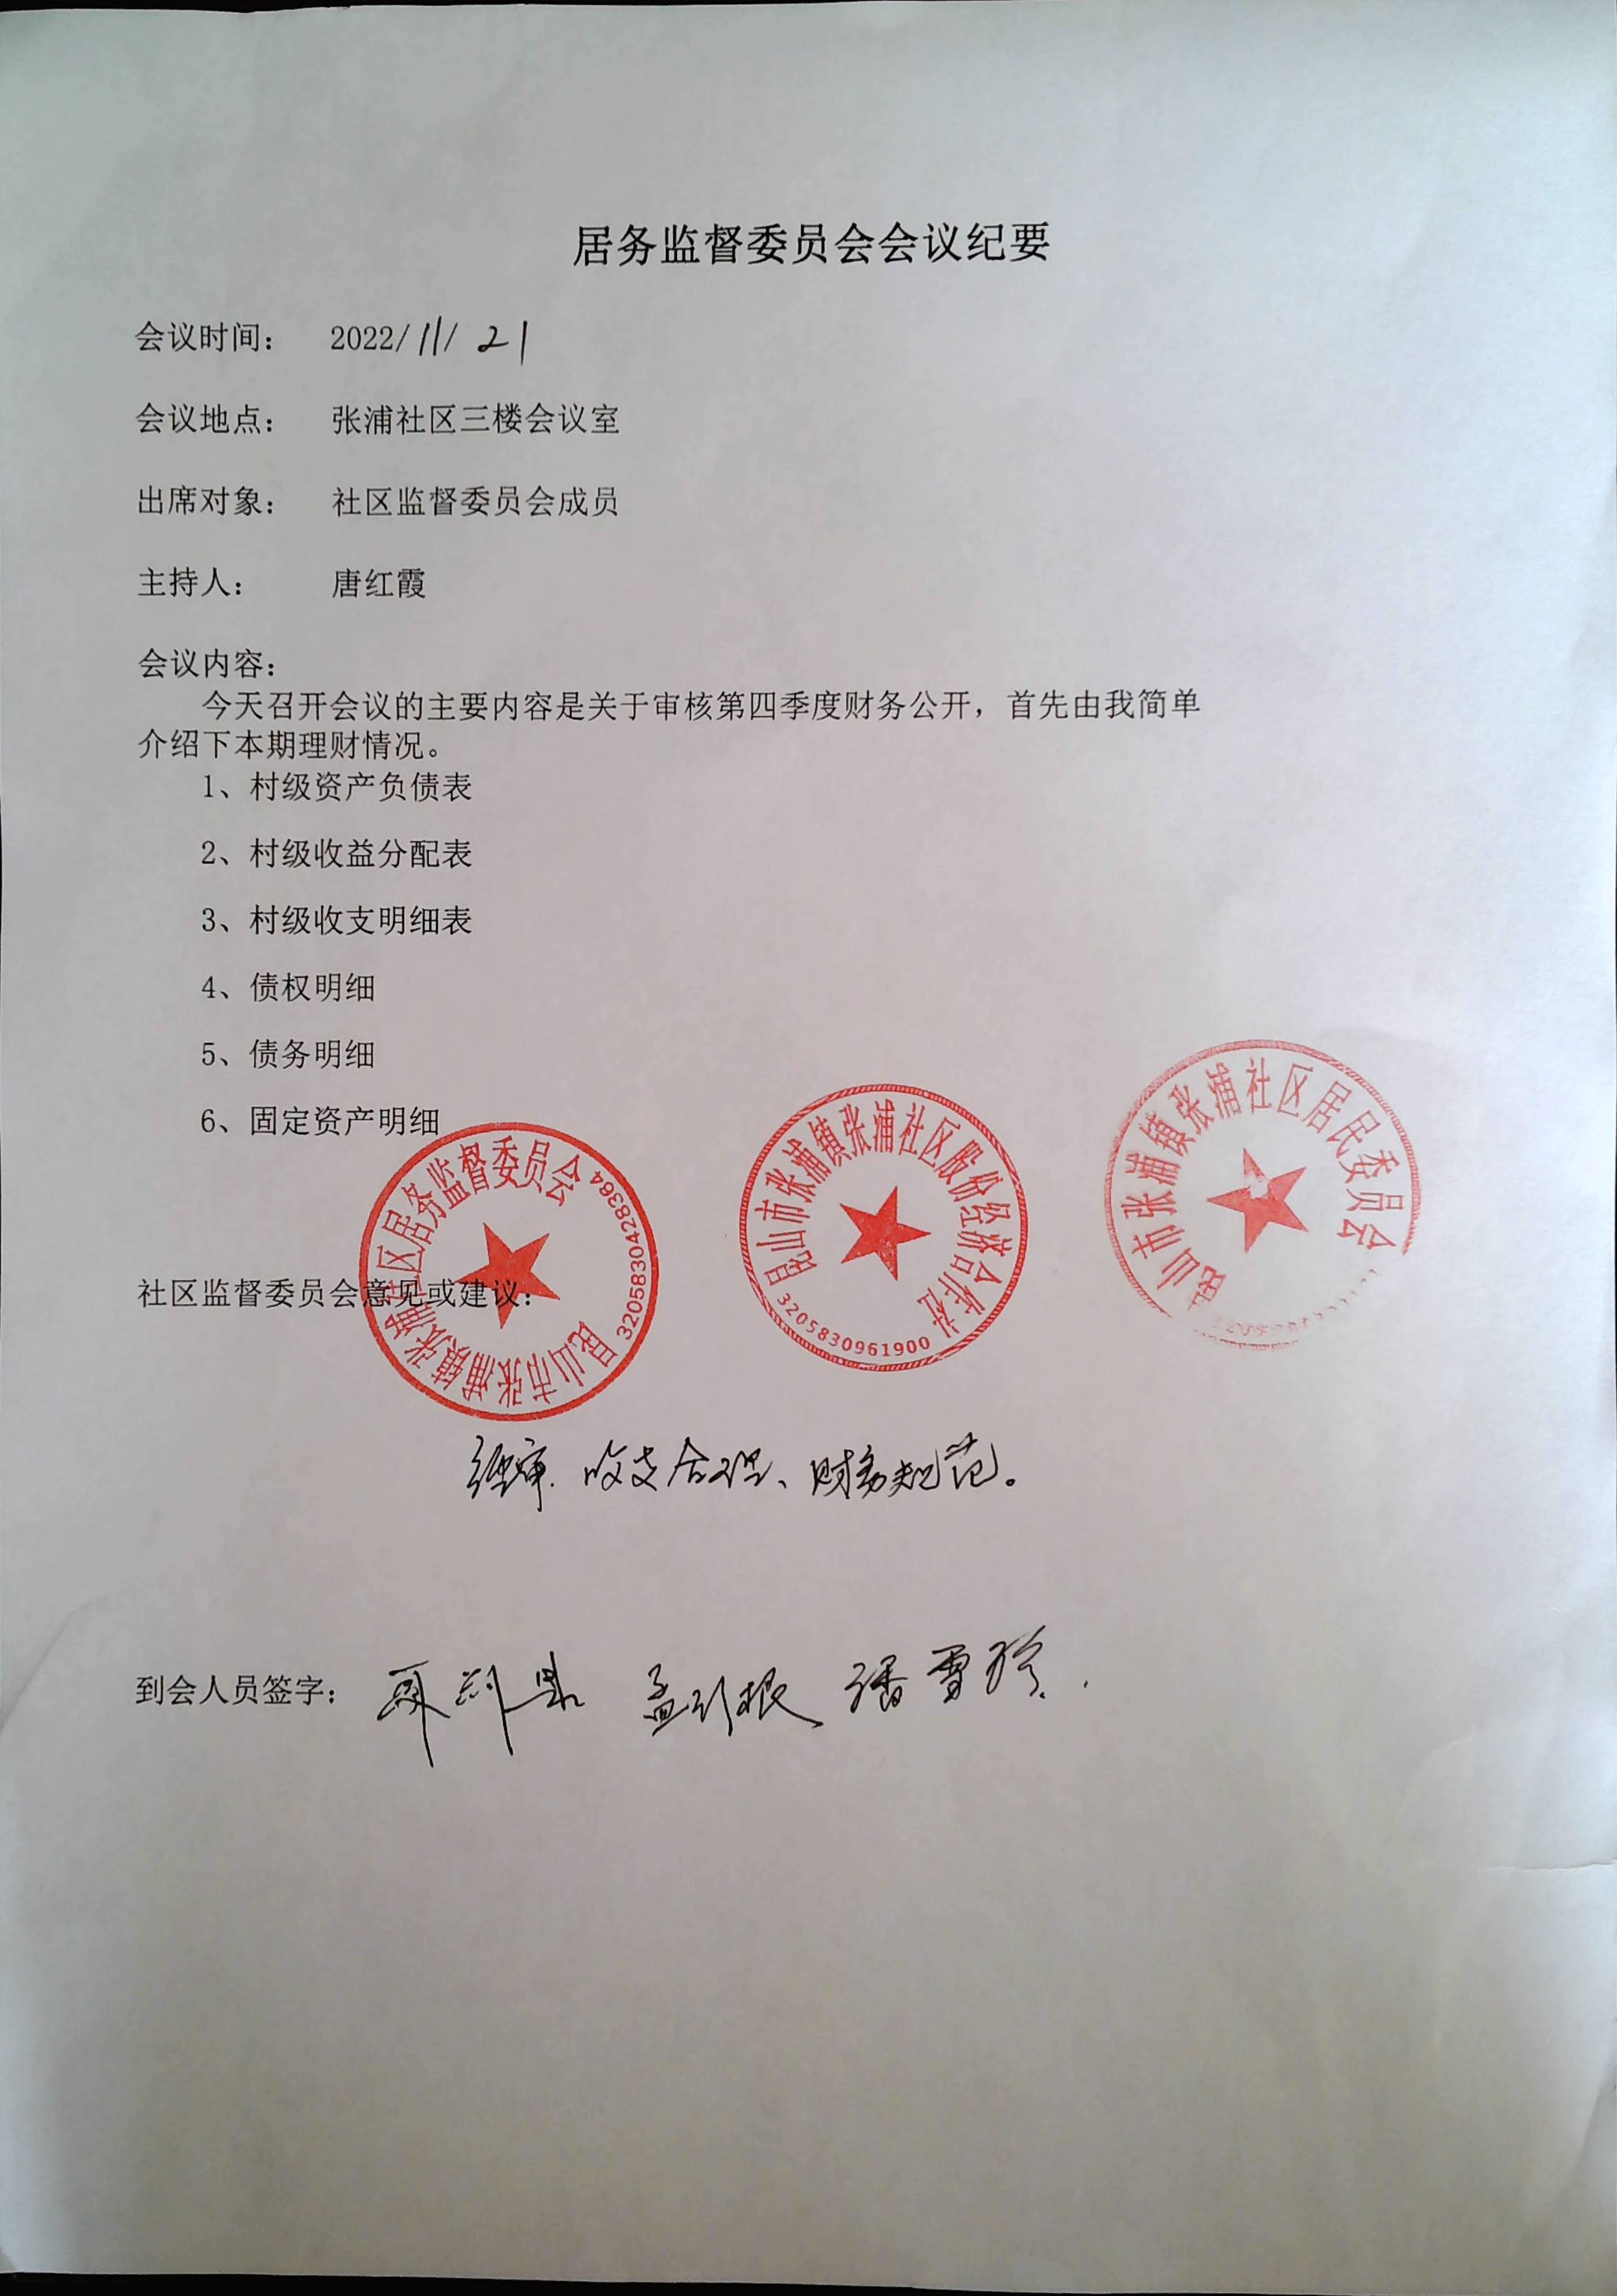 居务监督委员会会议纪要
会议时间： 2022/11/21
会议地点： 张浦社区三楼会议室
出席对象： 社区监督委员会成员
主持人： 唐红霞
会议内容：
今天召开会议的主要内容是关于审核第四季度财务公开，首先由我简单
介绍下本期理财情况。
1、村级资产负债表
2、村级收益分配表
3、村级收支明细表
4、债权明细
5、债务明细
6、固定资产明细
昆山市张浦镇张浦社区居务监督委员会
3205830428364
昆山市张浦镇张浦社区股份经济合作社
3205830961900
昆山市张浦镇张浦社区居民委员会
社区监督委员会意见或建议：
经审.收支合理、财务规范。
到会人员签字： 孟引根 潘雪珍